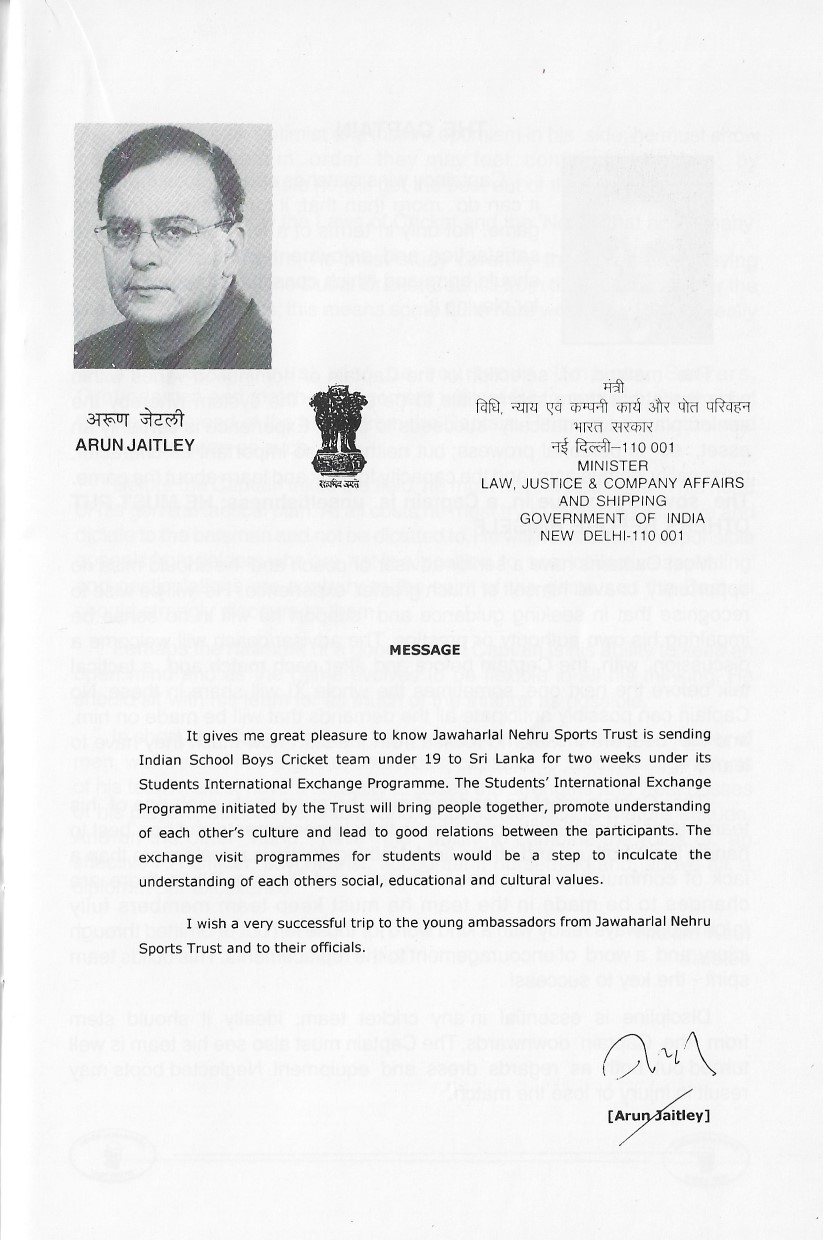 अरूण जेटली
ARUN JAITLEY
सत्यमेव जयते
मंत्री
विधि, न्याय एवं कम्पनी कार्य और पोत परिवहन
भारत सरकार
नई दिल्ली–110 001
MINISTER
LAW, JUSTICE & COMPANY AFFAIRS
AND SHIPPING
GOVERNMENT OF INDIA
NEW DELHI-110 001
MESSAGE
It gives me great pleasure to know Jawaharlal Nehru Sports Trust is sending
Indian School Boys Cricket team under 19 to Sri Lanka for two weeks under its
Students International Exchange Programme. The Students' International Exchange
Programme initiated by the Trust will bring people together, promote understanding
of each other's culture and lead to good relations between the participants. The
exchange visit programmes for students would be a step to inculcate the
understanding of each others social, educational and cultural values.
I wish a very successful trip to the young ambassadors from Jawaharlal Nehru
Sports Trust and to their officials.
[Arun Jaitley]